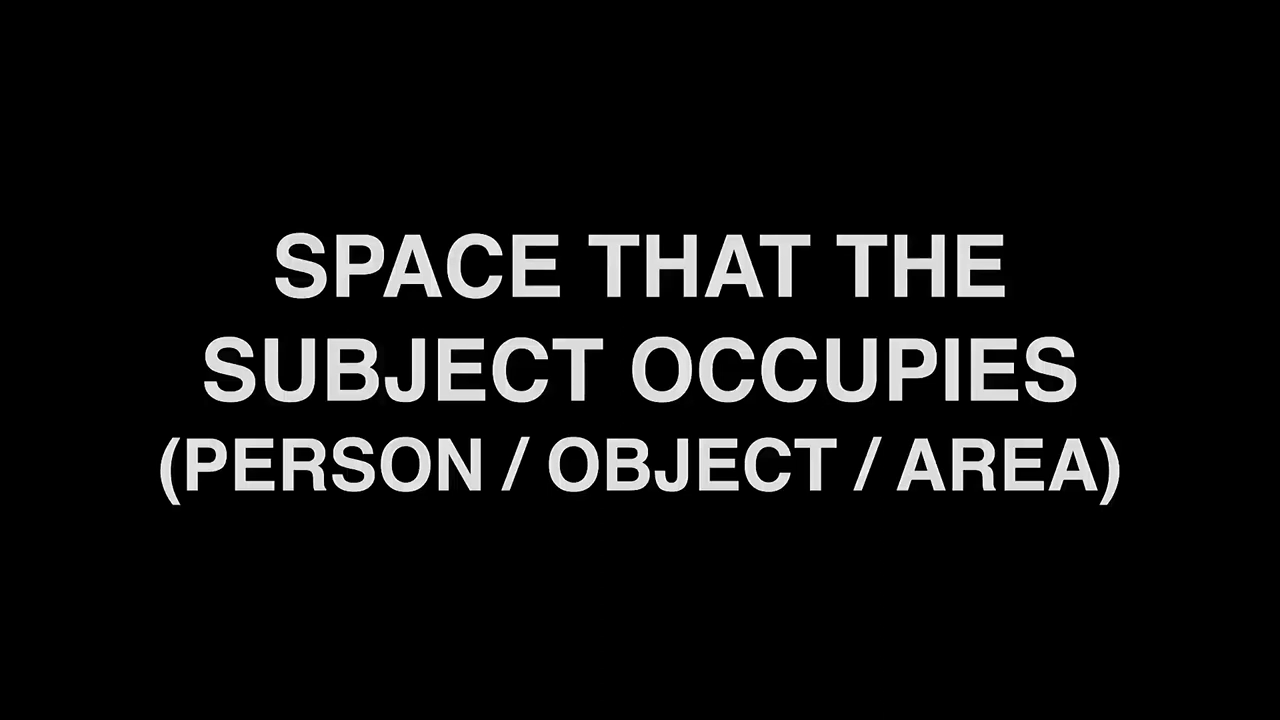 SPACE THAT THE
SUBJECT OCCUPIES
(PERSON / OBJECT / AREA)